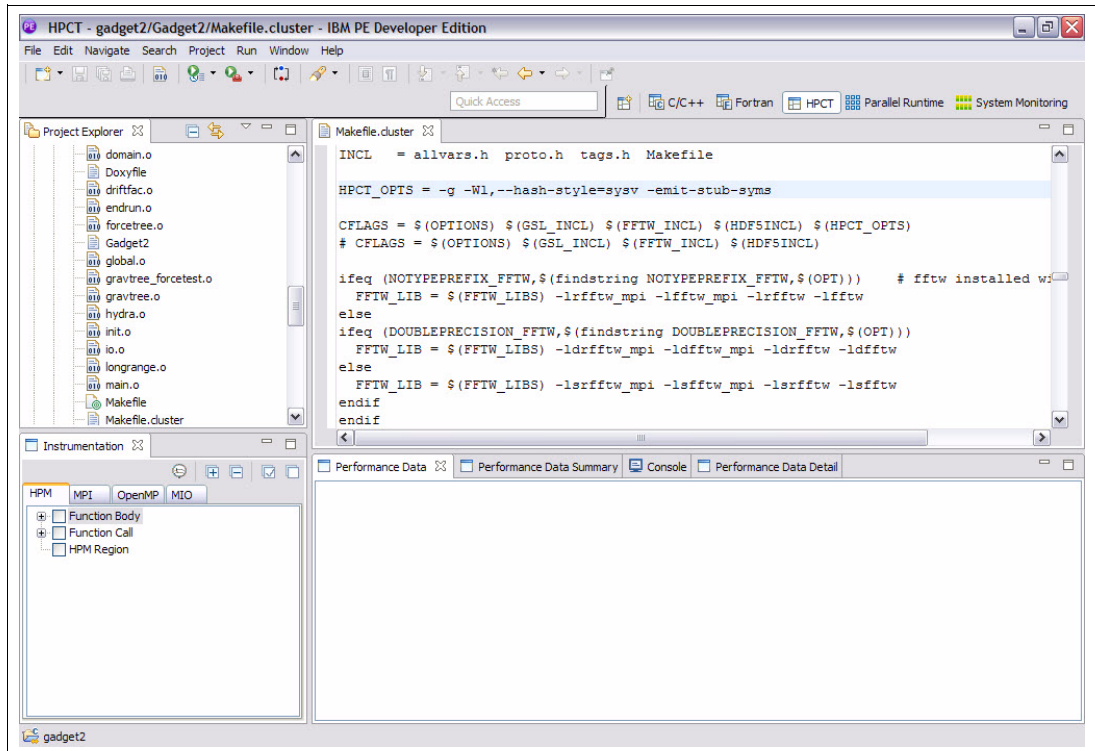 HPCT - gadget2/Gadget2/Makefile.cluster - IBM PE Developer Edition
File Edit Navigate Search Project Run Window Help
Quick Access
C/C++ Fortran HPCT Parallel Runtime System Monitoring
Project Explorer
domain.o
Doxyfile
driftfac.o
endrun.o
forcetree.o
Gadget2
global.o
gravtree_forcetest.o
gravtree.o
hydra.o
init.o
io.o
longrange.o
main.o
Makefile
Makefile.cluster
Makefile.cluster
INCL = allvars.h proto.h tags.h Makefile
HPCT_OPTS = -g -Wl,--hash-style=sysv -emit-stub-syms
CFLAGS = $(OPTIONS) $(GSL_INCL) $(FFTW_INCL) $(HDF5INCL) $(HPCT_OPTS)
# CFLAGS = $(OPTIONS) $(GSL_INCL) $(FFTW_INCL) $(HDF5INCL)
ifeq (NOTYPEPREFIX_FFTW,$(findstring NOTYPEPREFIX_FFTW,$(OPT))) # fftw installed wi
FFTW_LIB = $(FFTW_LIBS) -lrfftw_mpi -lfftw_mpi -lrfftw -lfftw
else
ifeq (DOUBLEPRECISION_FFTW,$(findstring DOUBLEPRECISION_FFTW,$(OPT)))
FFTW_LIB = $(FFTW_LIBS) -ldrfftw_mpi -ldfftw_mpi -ldrfftw -ldfftw
else
FFTW_LIB = $(FFTW_LIBS) -lsrfftw_mpi -lsfftw_mpi -lsrfftw -lsfftw
endif
endif
Instrumentation
HPM MPI OpenMP MIO
Function Body
Function Call
HPM Region
Performance Data Performance Data Summary Console Performance Data Detail
gadget2